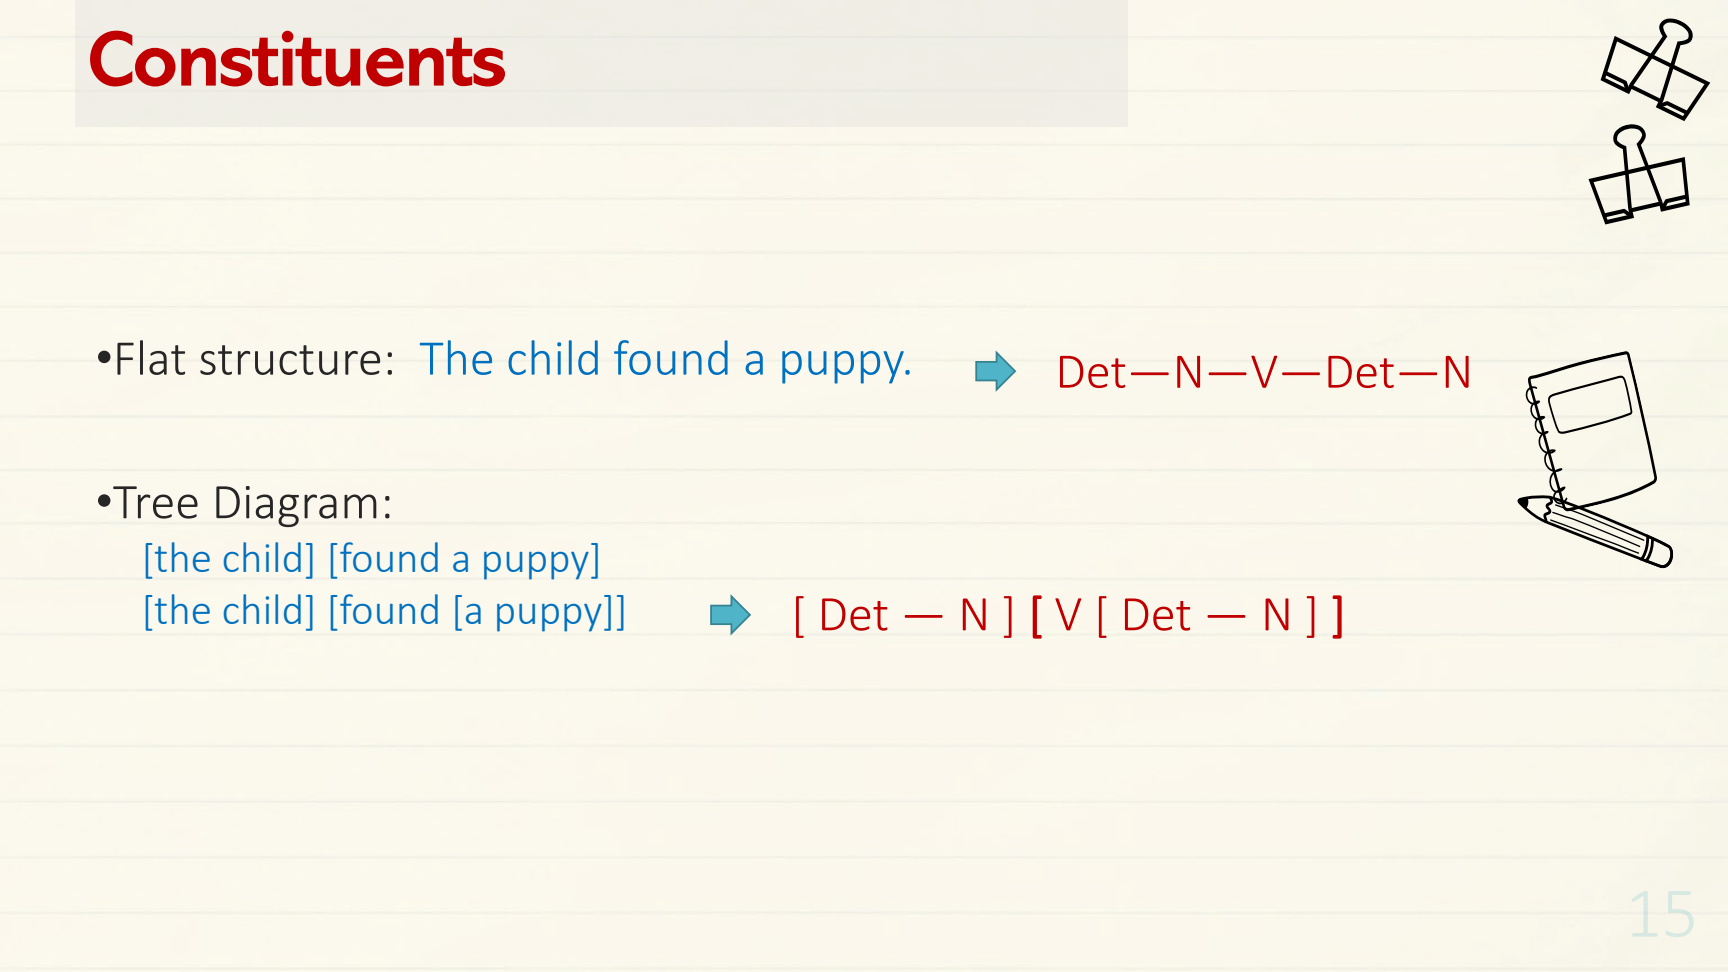 Constituents
•Flat structure: The child found a puppy. Det—N—V—Det—N
•Tree Diagram:
[the child] [found a puppy]
[the child] [found [a puppy]] [ Det — N ] [ V [ Det — N ] ]
15